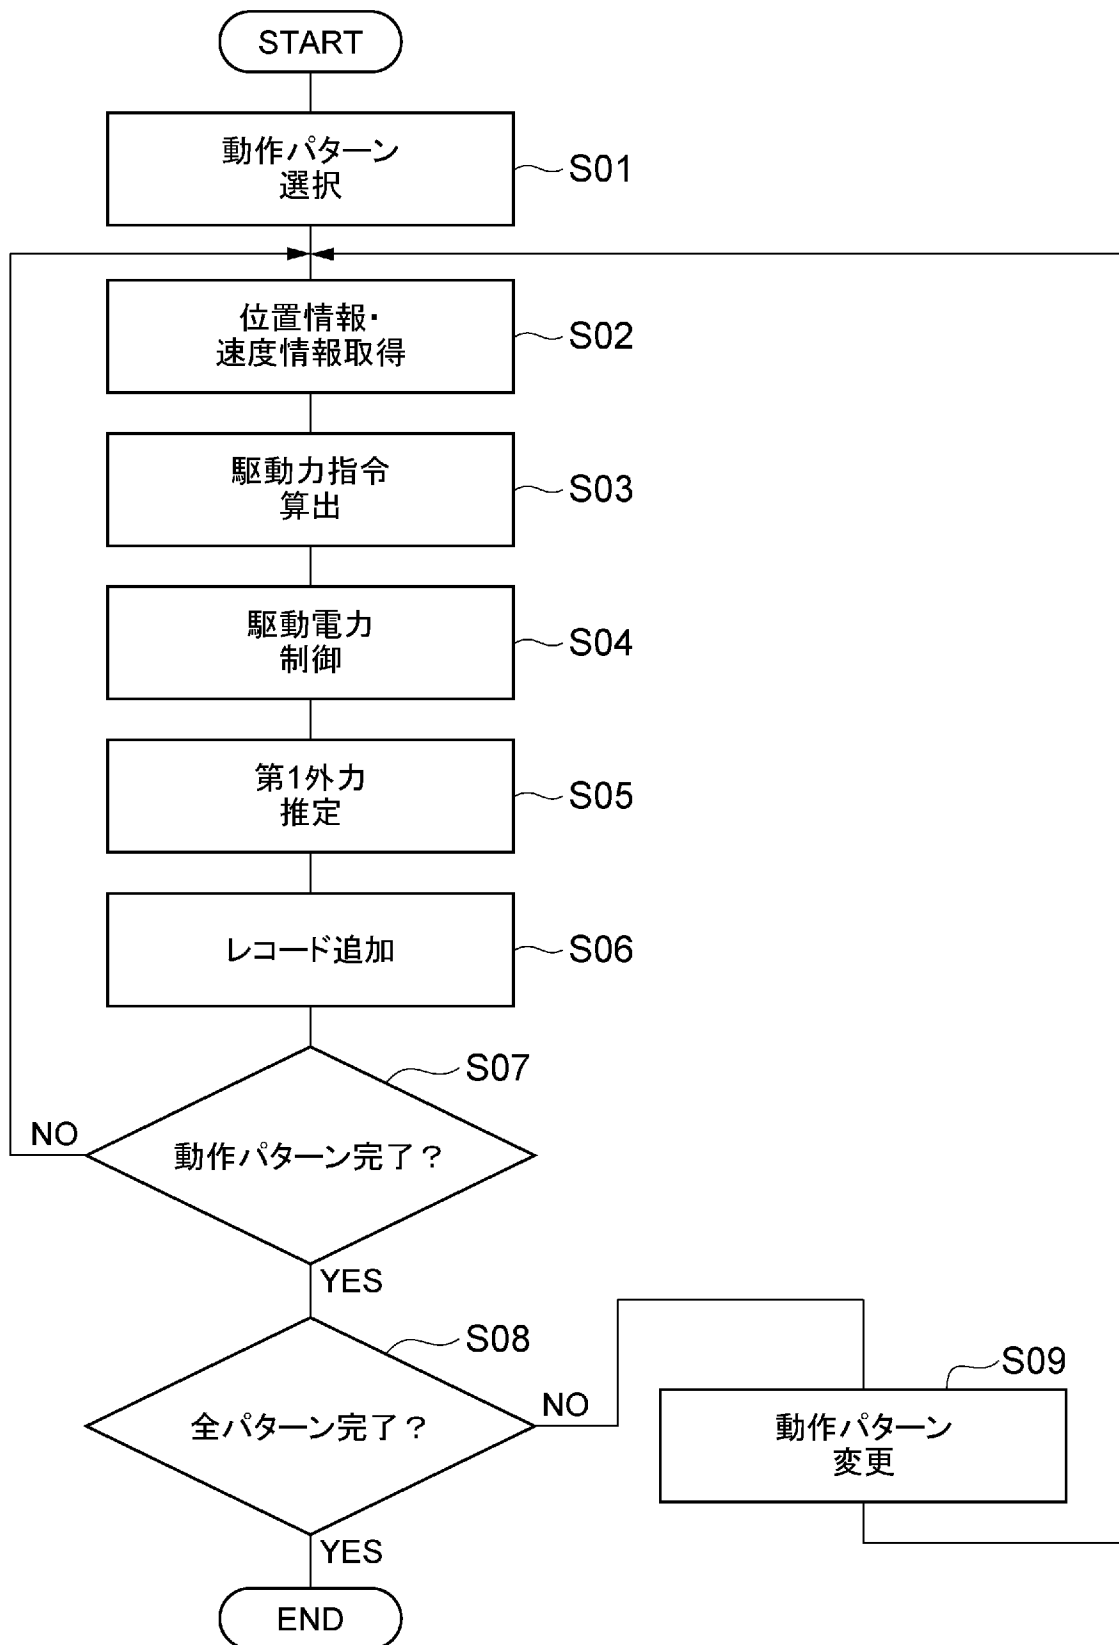 START
動作パターン
選択
S01
位置情報・
速度情報取得
S02
駆動力指令
算出
S03
駆動電力
制御
S04
第1外力
推定
S05
レコード追加
S06
S07
NO
動作パターン完了？
YES
S08
全パターン完了？
NO
S09
動作パターン
変更
YES
END